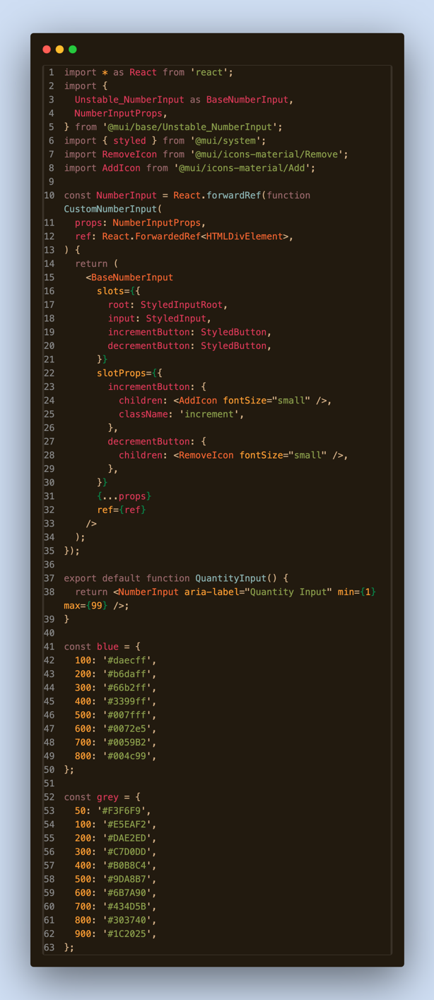 1 import * as React from 'react';
2 import {
3   Unstable_NumberInput as BaseNumberInput,
4   NumberInputProps,
5 } from '@mui/base/Unstable_NumberInput';
6 import { styled } from '@mui/system';
7 import RemoveIcon from '@mui/icons-material/Remove';
8 import AddIcon from '@mui/icons-material/Add';
9
10 const NumberInput = React.forwardRef(function
CustomNumberInput(
11   props: NumberInputProps,
12   ref: React.ForwardedRef<HTMLDivElement>,
13 ) {
14   return (
15     <BaseNumberInput
16       slots={{
17         root: StyledInputRoot,
18         input: StyledInput,
19         incrementButton: StyledButton,
20         decrementButton: StyledButton,
21       }}
22       slotProps={{
23         incrementButton: {
24           children: <AddIcon fontSize="small" />,
25           className: 'increment',
26         },
27         decrementButton: {
28           children: <RemoveIcon fontSize="small" />,
29         },
30       }}
31       {...props}
32       ref={ref}
33     />
34   );
35 });
36
37 export default function QuantityInput() {
38   return <NumberInput aria-label="Quantity Input" min={1}
max={99} />;
39 }
40
41 const blue = {
42   100: '#daecff',
43   200: '#b6daff',
44   300: '#66b2ff',
45   400: '#3399ff',
46   500: '#007fff',
47   600: '#0072e5',
48   700: '#0059B2',
49   800: '#004c99',
50 };
51
52 const grey = {
53   50: '#F3F6F9',
54   100: '#E5EAF2',
55   200: '#DAE2ED',
56   300: '#C7D0DD',
57   400: '#B0B8C4',
58   500: '#9DA8B7',
59   600: '#6B7A90',
60   700: '#434D5B',
61   800: '#303740',
62   900: '#1C2025',
63 };